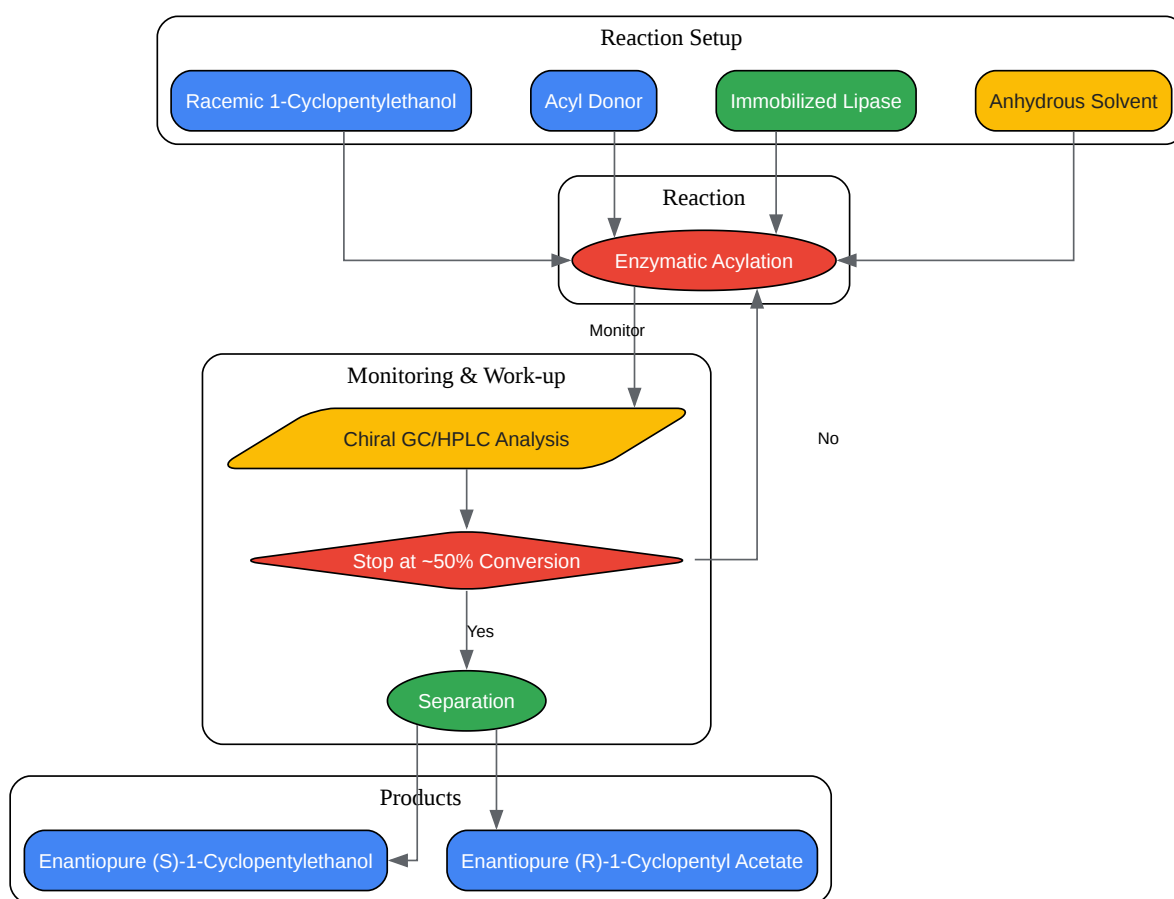 Reaction Setup
Racemic 1-Cyclopentylethanol
Acyl Donor
Immobilized Lipase
Anhydrous Solvent
Reaction
Enzymatic Acylation
Monitor
Monitoring & Work-up
Chiral GC/HPLC Analysis
No
Stop at ~50% Conversion
Yes
Separation
Products
Enantiopure (S)-1-Cyclopentylethanol
Enantiopure (R)-1-Cyclopentyl Acetate